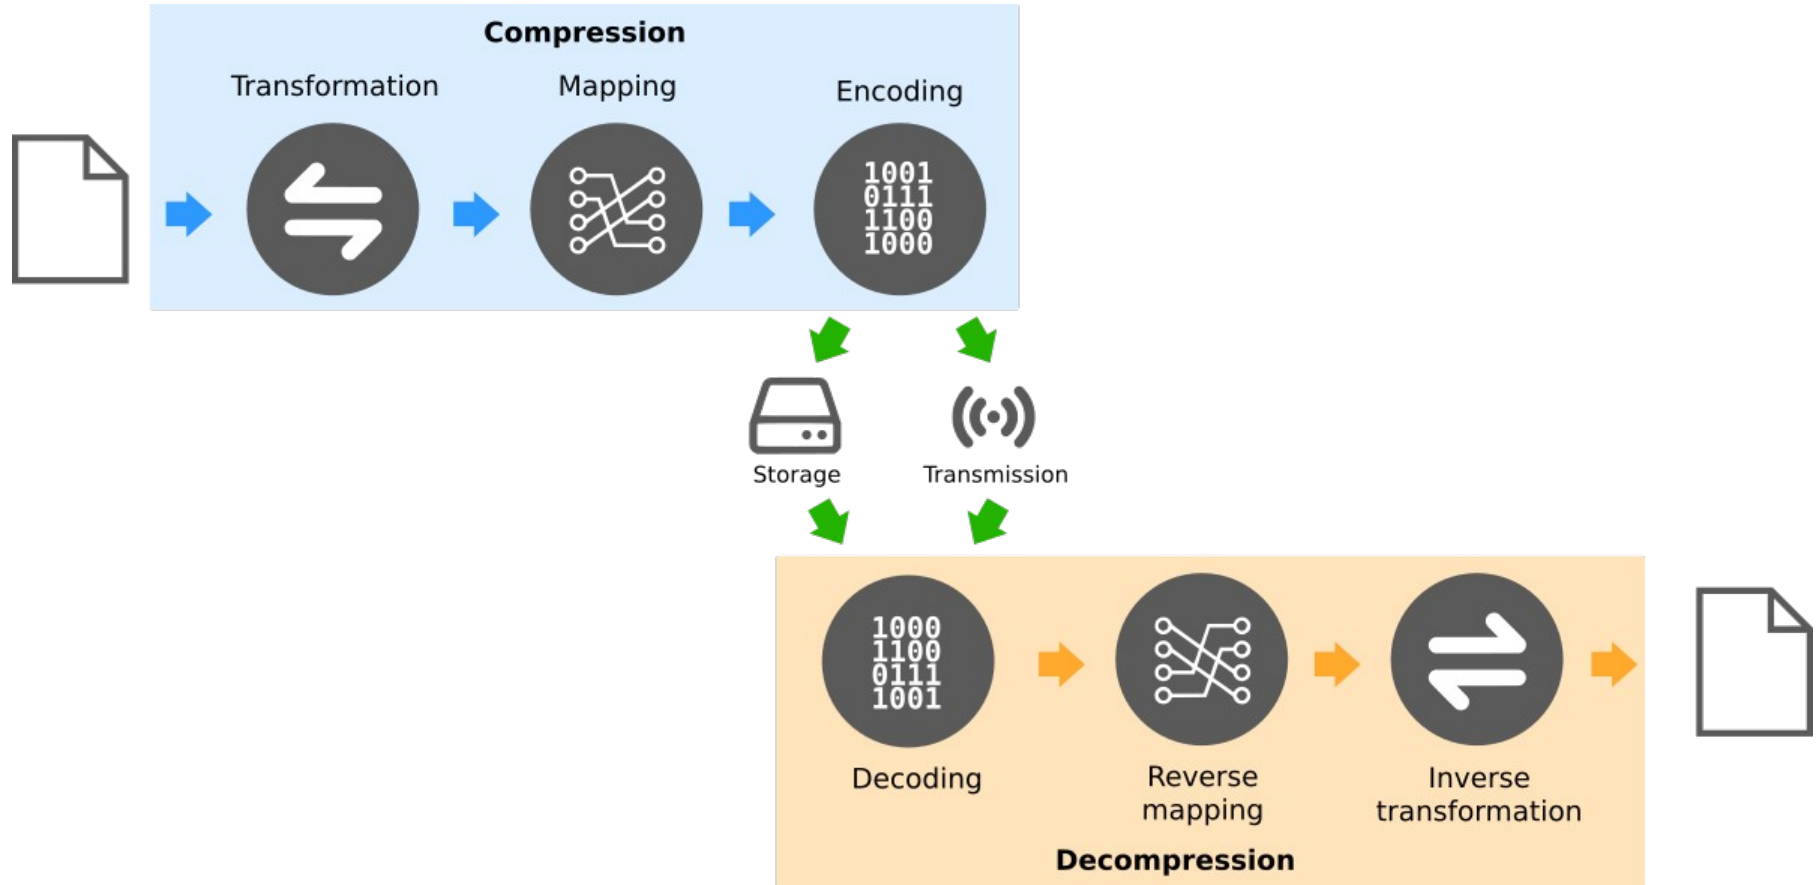 Compression
Transformation
Mapping
Encoding
1001
0111
1100
1000
Storage
Transmission
1000
1100
0111
1001
Decoding
Reverse
mapping
Inverse
transformation
Decompression